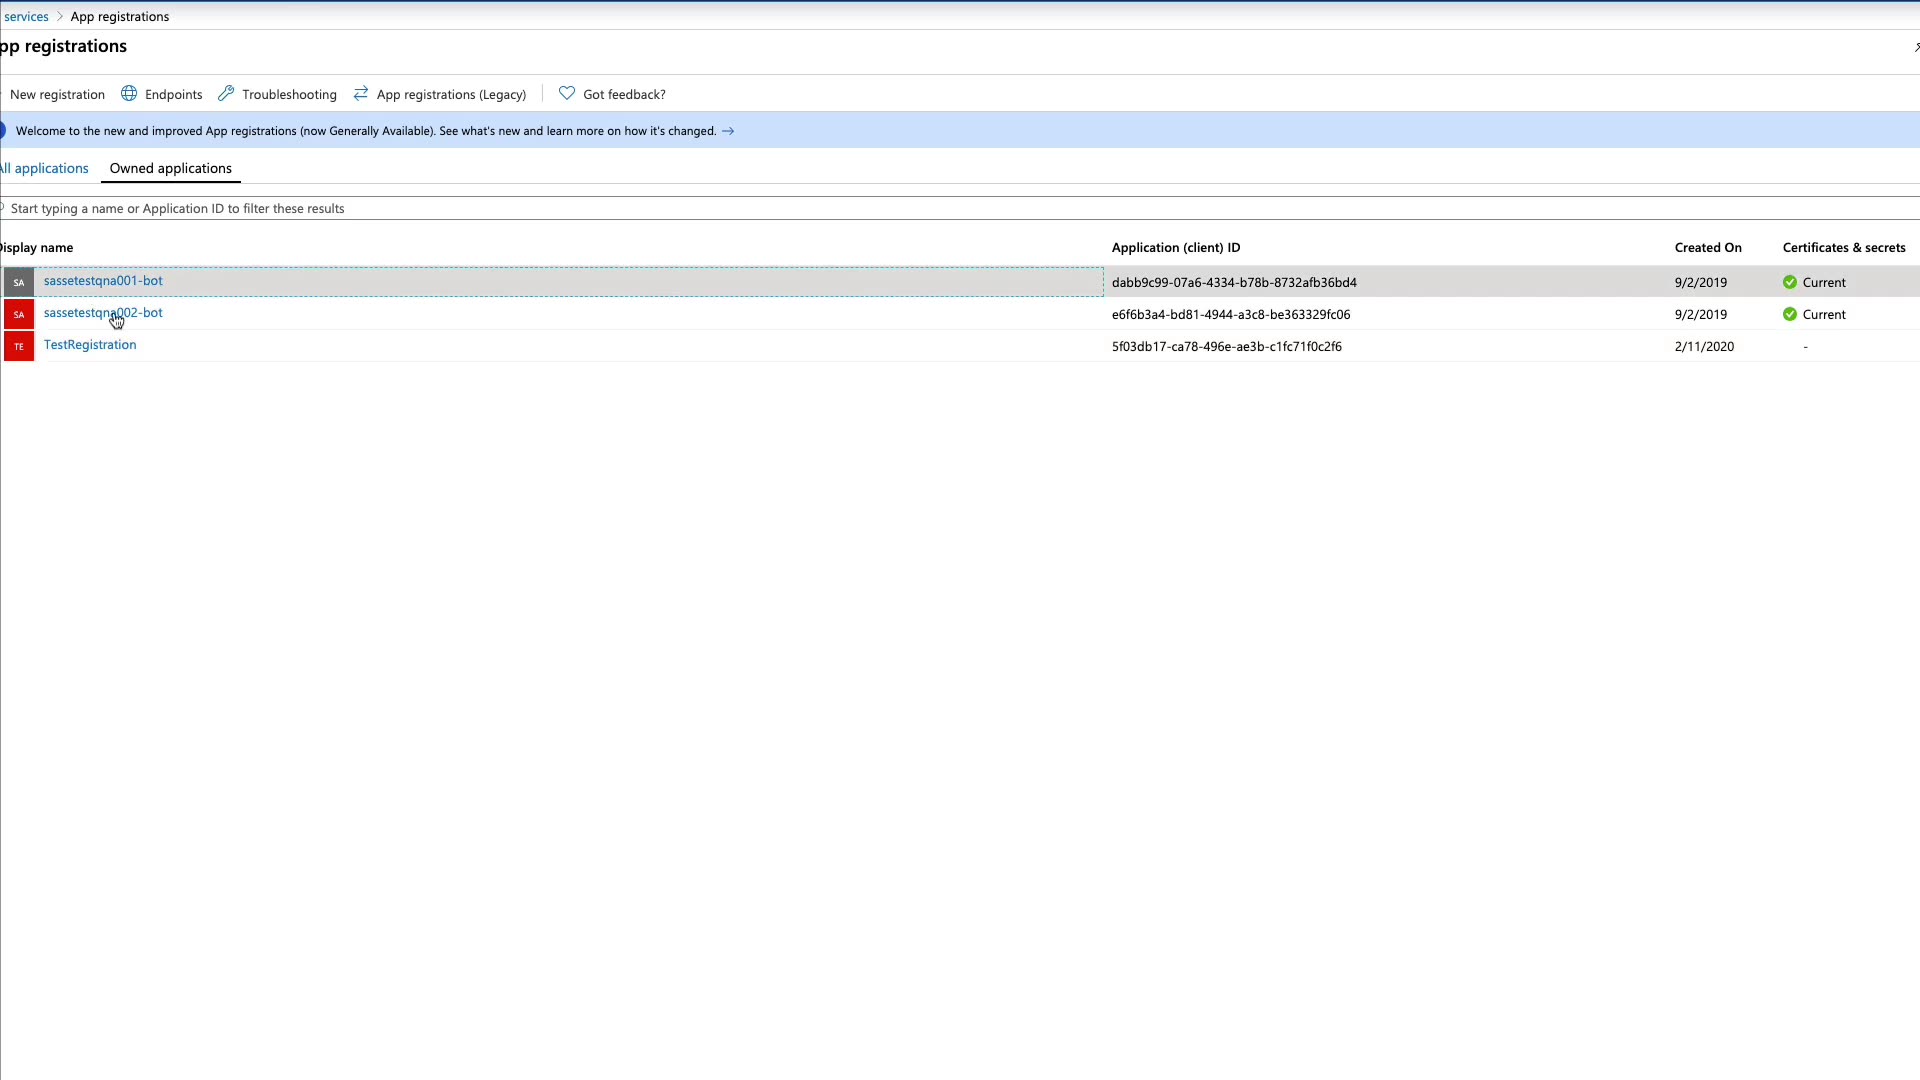 services > App registrations
pp registrations
New registration Endpoints Troubleshooting App registrations (Legacy) Got feedback?
Welcome to the new and improved App registrations (now Generally Available). See what's new and learn more on how it's changed. →
All applications Owned applications
Start typing a name or Application ID to filter these results
Display name Application (client) ID Created On Certificates & secrets
SA sassetestqna001-bot dabb9c99-07a6-4334-b78b-8732afb36bd4 9/2/2019 Current
SA sassetestqna002-bot e6f6b3a4-bd81-4944-a3c8-be363329fc06 9/2/2019 Current
TE TestRegistration 5f03db17-ca78-496e-ae3b-c1fc71f0c2f6 2/11/2020 -